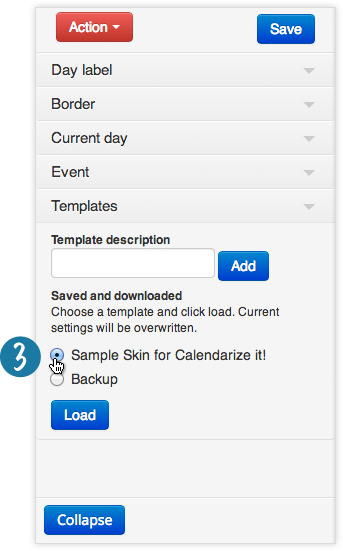 Action
Save
Day label
Border
Current day
Event
Templates
Template description
Add
Saved and downloaded
Choose a template and click load. Current
settings will be overwritten.
3
Sample Skin for Calendarize it!
Backup
Load
Collapse